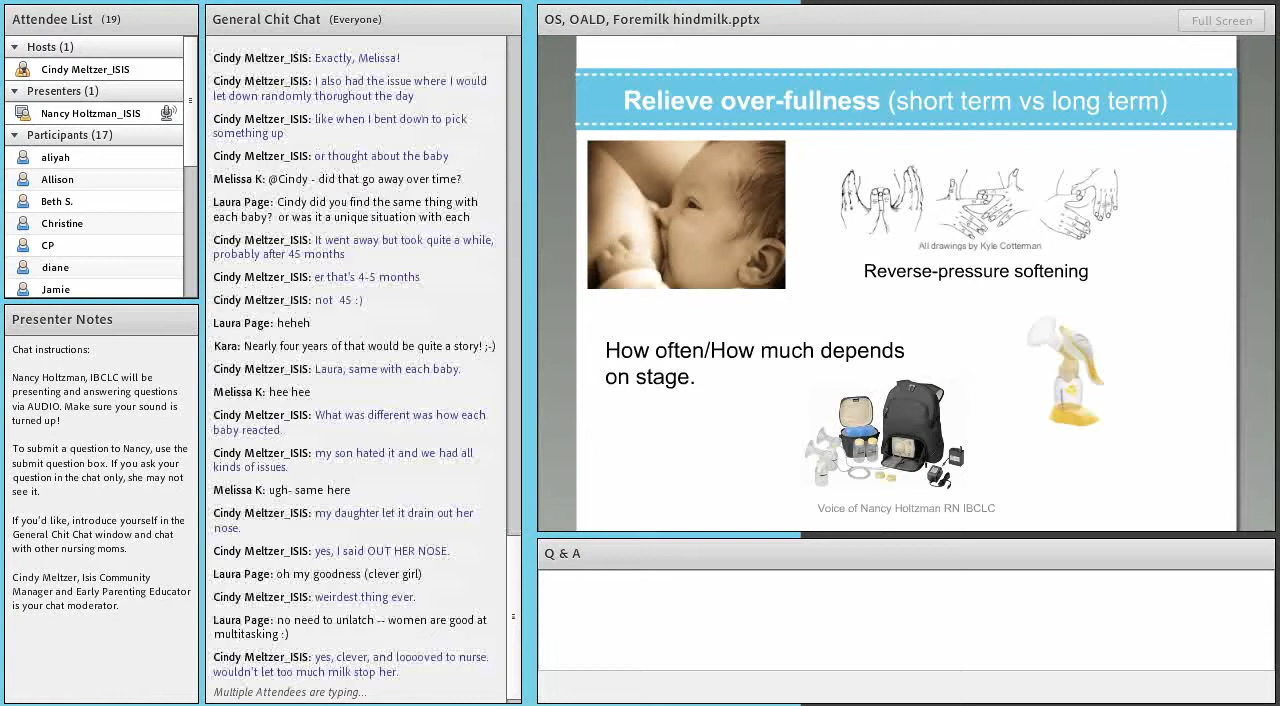 Attendee List (19)
Hosts (1)
Cindy Meltzer_ISIS
Presenters (1)
Nancy Holtzman_ISIS
Participants (17)
aliyah
Allison
Beth S.
Christine
CP
diane
Jamie
Presenter Notes
Chat instructions:
Nancy Holtzman, IBCLC will be
presenting and answering questions
via AUDIO. Make sure your sound is
turned up!
To submit a question to Nancy, use the
submit question box. If you ask your
question in the chat only, she may not
see it.
If you'd like, introduce yourself in the
General Chit Chat window and chat
with other nursing moms.
Cindy Meltzer, Isis Community
Manager and Early Parenting Educator
is your chat moderator.
General Chit Chat (Everyone)
Cindy Meltzer_ISIS: Exactly, Melissa!
Cindy Meltzer_ISIS: I also had the issue where I would
let down randomly thorughout the day
Cindy Meltzer_ISIS: like when I bent down to pick
something up
Cindy Meltzer_ISIS: or thought about the baby
Melissa K: @Cindy - did that go away over time?
Laura Page: Cindy did you find the same thing with
each baby? or was it a unique situation with each
Cindy Meltzer_ISIS: It went away but took quite a while,
probably after 45 months
Cindy Meltzer_ISIS: er that's 4-5 months
Cindy Meltzer_ISIS: not 45 :)
Laura Page: heheh
Kara: Nearly four years of that would be quite a story! ;-)
Cindy Meltzer_ISIS: Laura, same with each baby.
Melissa K: hee hee
Cindy Meltzer_ISIS: What was different was how each
baby reacted.
Cindy Meltzer_ISIS: my son hated it and we had all
kinds of issues.
Melissa K: ugh- same here
Cindy Meltzer_ISIS: my daughter let it drain out her
nose.
Cindy Meltzer_ISIS: yes, I said OUT HER NOSE.
Laura Page: oh my goodness (clever girl)
Cindy Meltzer_ISIS: weirdest thing ever.
Laura Page: no need to unlatch -- women are good at
multitasking :)
Cindy Meltzer_ISIS: yes, clever, and looooved to nurse.
wouldn't let too much milk stop her.
Multiple Attendees are typing...
OS, OALD, Foremilk hindmilk.pptx
Full Screen
Relieve over-fullness (short term vs long term)
All drawings by Kyle Cotterman
Reverse-pressure softening
How often/How much depends
on stage.
Voice of Nancy Holtzman RN IBCLC
Q & A